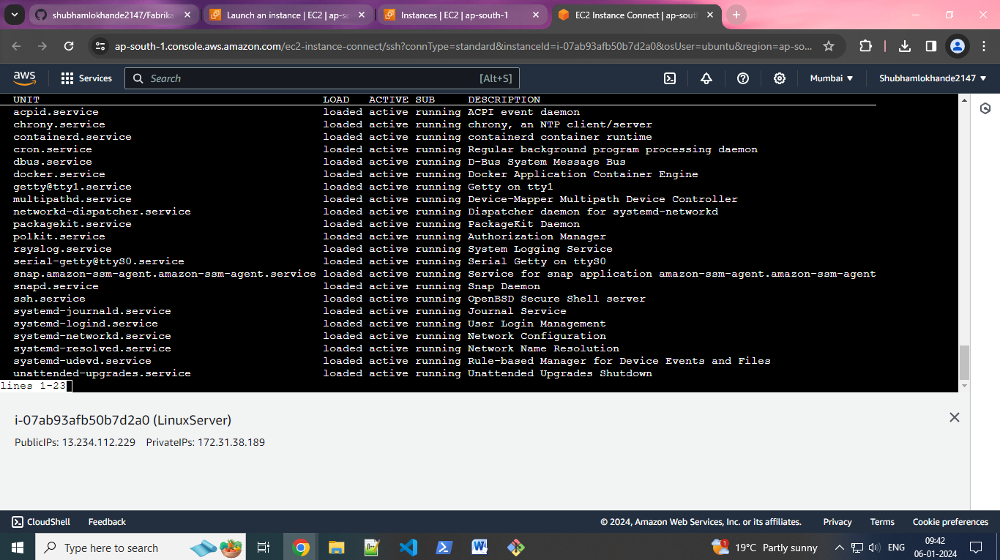 shubhamlokhande2147/Fabrika
Launch an instance | EC2 | ap-so
Instances | EC2 | ap-south-1
EC2 Instance Connect | ap-sout
ap-south-1.console.aws.amazon.com/ec2-instance-connect/ssh?connType=standard&instanceId=i-07ab93afb50b7d2a0&osUser=ubuntu&region=ap-so...
aws Services Search [Alt+S] Mumbai Shubhamlokhande2147
UNIT LOAD ACTIVE SUB DESCRIPTION
acpid.service loaded active running ACPI event daemon
chrony.service loaded active running chrony, an NTP client/server
containerd.service loaded active running containerd container runtime
cron.service loaded active running Regular background program processing daemon
dbus.service loaded active running D-Bus System Message Bus
docker.service loaded active running Docker Application Container Engine
getty@tty1.service loaded active running Getty on tty1
multipathd.service loaded active running Device-Mapper Multipath Device Controller
networkd-dispatcher.service loaded active running Dispatcher daemon for systemd-networkd
packagekit.service loaded active running PackageKit Daemon
polkit.service loaded active running Authorization Manager
rsyslog.service loaded active running System Logging Service
serial-getty@ttyS0.service loaded active running Serial Getty on ttyS0
snap.amazon-ssm-agent.amazon-ssm-agent.service loaded active running Service for snap application amazon-ssm-agent.amazon-ssm-agent
snapd.service loaded active running Snap Daemon
ssh.service loaded active running OpenBSD Secure Shell server
systemd-journald.service loaded active running Journal Service
systemd-logind.service loaded active running User Login Management
systemd-networkd.service loaded active running Network Configuration
systemd-resolved.service loaded active running Network Name Resolution
systemd-udevd.service loaded active running Rule-based Manager for Device Events and Files
unattended-upgrades.service loaded active running Unattended Upgrades Shutdown
lines 1-23
i-07ab93afb50b7d2a0 (LinuxServer)
PublicIPs: 13.234.112.229 PrivateIPs: 172.31.38.189
CloudShell Feedback © 2024, Amazon Web Services, Inc. or its affiliates. Privacy Terms Cookie preferences
Type here to search 1 19°C Partly sunny ENG 09:42
06-01-2024